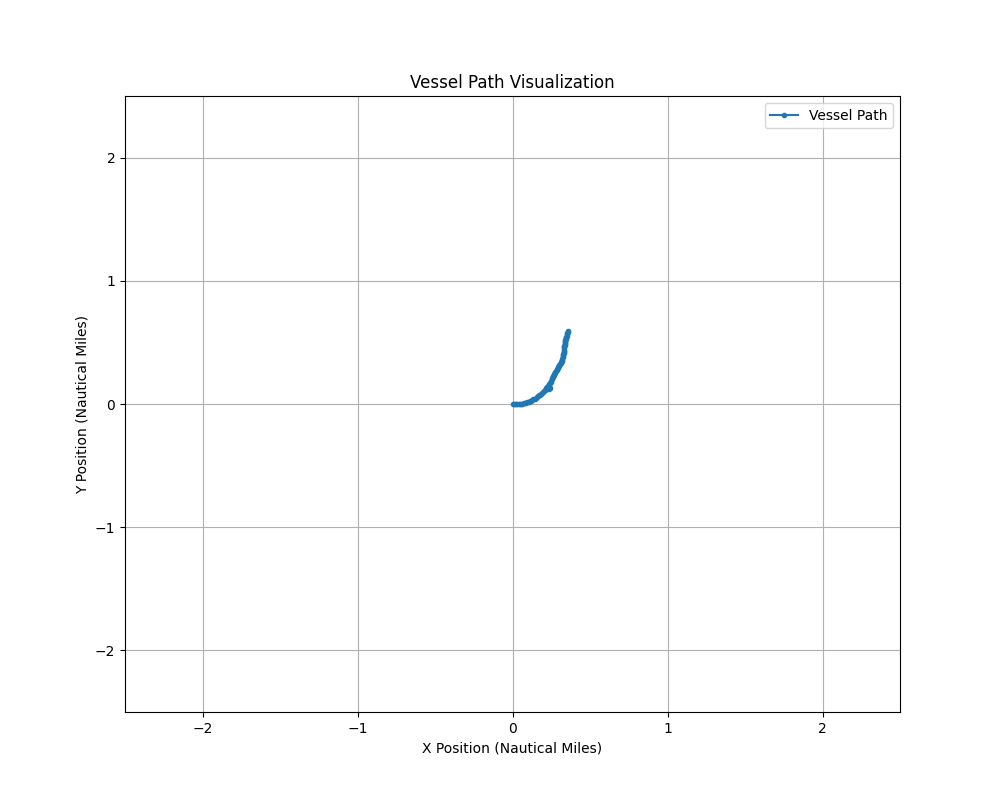 Vessel Path Visualization
Vessel Path
2
1
0
−1
−2
Y Position (Nautical Miles)
−2
−1
0
1
2
X Position (Nautical Miles)